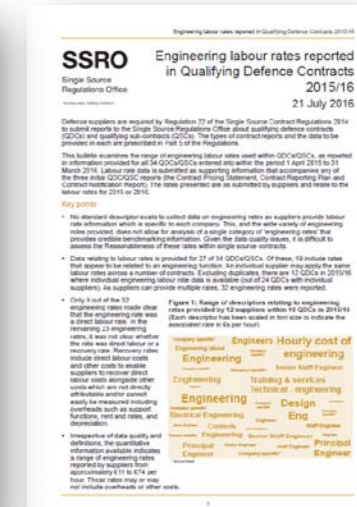 Engineering labour rates reported in Qualifying Defence Contracts 2015/16
SSRO
Single Source
Regulations Office
Engineering labour rates reported
in Qualifying Defence Contracts
2015/16
21 July 2016
Defence suppliers are required by Regulation 22 of the Single Source Contract Regulations 2014
to submit reports to the Single Source Regulations Office about qualifying defence contracts
(QDCs) and qualifying sub-contracts (QSCs). The types of contract reports and the data to be
provided in each are prescribed in Part 5 of the Regulations.
This bulletin examines the range of engineering labour rates used within QDCs/QSCs, as reported
in information provided for all 34 QDCs/QSCs entered into within the period 1 April 2015 to 31
March 2016. Labour rate data is submitted as supporting information that accompanies any of
the three initial QDC/QSC reports (the Contract Pricing Statement, Contract Reporting Plan and
Contract Notification Report). The rates presented are as submitted by suppliers and relate to the
labour rates for 2015 or 2016.
Key points
• No standard descriptor exists to collect data on engineering rates as suppliers provide labour
rate information which is specific to each company. This, and the wide variety of engineering
roles provided, does not allow for analysis of a single category of 'engineering rates' that
provides credible benchmarking information. Given the data quality issues, it is difficult to
assess the Reasonableness of these rates within single source contracts.
• Data relating to labour rates is provided for 27 of 34 QDCs/QSCs. Of these, 19 include rates
that appear to be related to an engineering function. An individual supplier may apply the same
labour rates across a number of contracts. Excluding duplicates, there are 12 QDCs in 2015/16
where individual engineering labour rate data is available (out of 24 QDCs with individual
suppliers). As suppliers can provide multiple rates, 32 engineering rates were reported.
• Only 9 out of the 32
engineering rates made clear
that the engineering rate was
a direct labour rate. In the
remaining 23 engineering
rates, it was not clear whether
the rate was direct labour or a
recovery rate. Recovery rates
include direct labour costs
and other costs to enable
suppliers to recover direct
labour costs alongside other
costs which are not directly
attributable and/or cannot
easily be measured including
overheads such as support
functions, rent and rates, and
depreciation.
• Irrespective of data quality and
definitions, the quantitative
information available indicates
a range of engineering rates
reported by suppliers from
approximately £11 to £74 per
hour. Those rates may or may
not include overheads or other costs.
Figure 1: Range of descriptors relating to engineering
rates provided by 12 suppliers within 19 QDCs in 2015/16
(Each descriptor has been scaled in font size to indicate the
associated rate in £s per hour)
Engineers Hourly cost of
engineering
Engineering labour
Engineering
Senior Staff Engineer
Engineering
Training & services
Technical - engineering
Engineering
Design
Electrical Engineering
Eng
Controls
Staff Engineer
Engineering Senior Staff Engineer
Principal
Engineer
Principal
Engineer
1